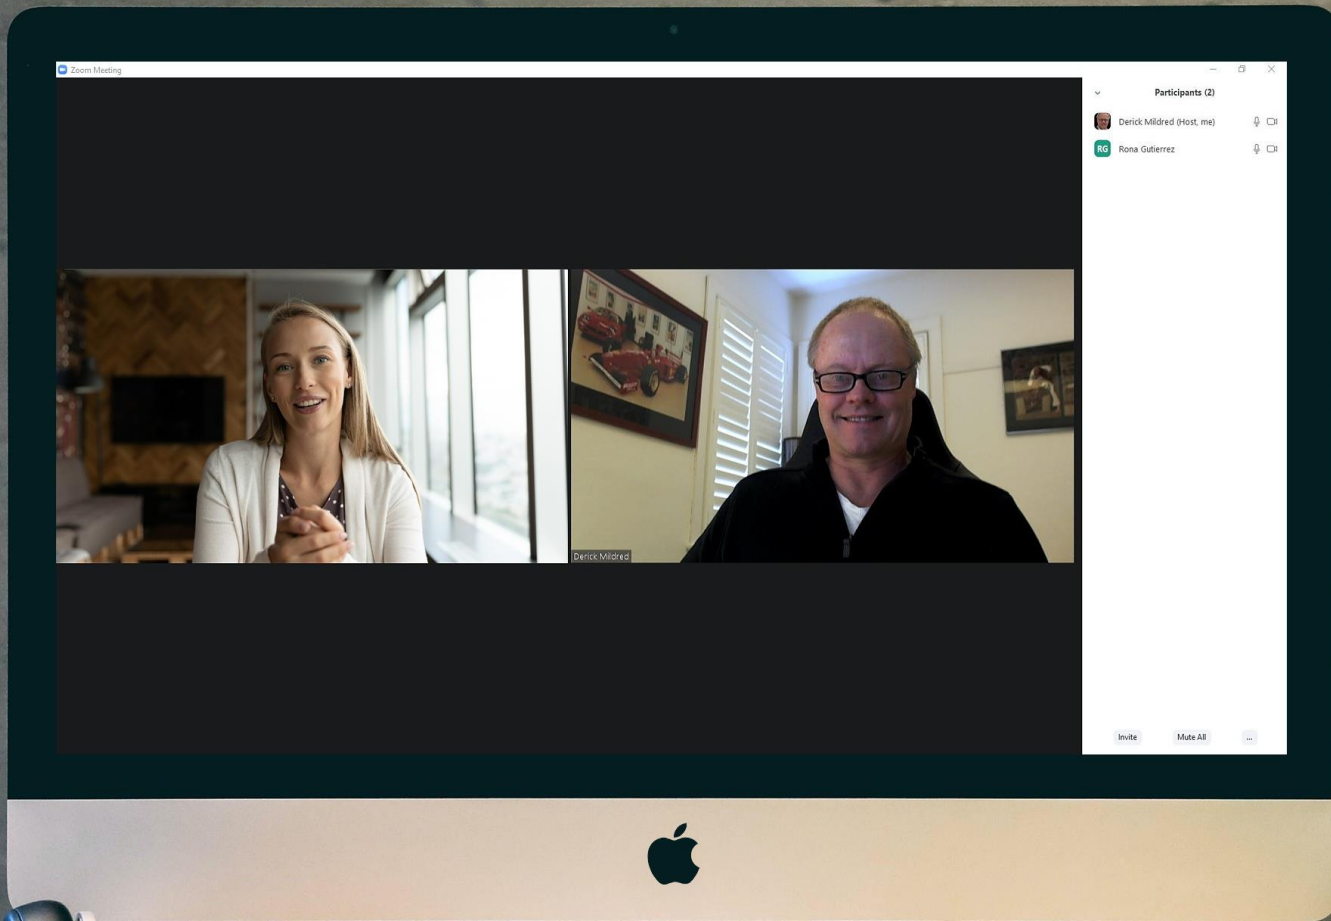 Zoom Meeting
Participants (2)
Derick Mildred (Host, me)
RG Rona Gutierrez
Derick Mildred
Invite Mute All ...